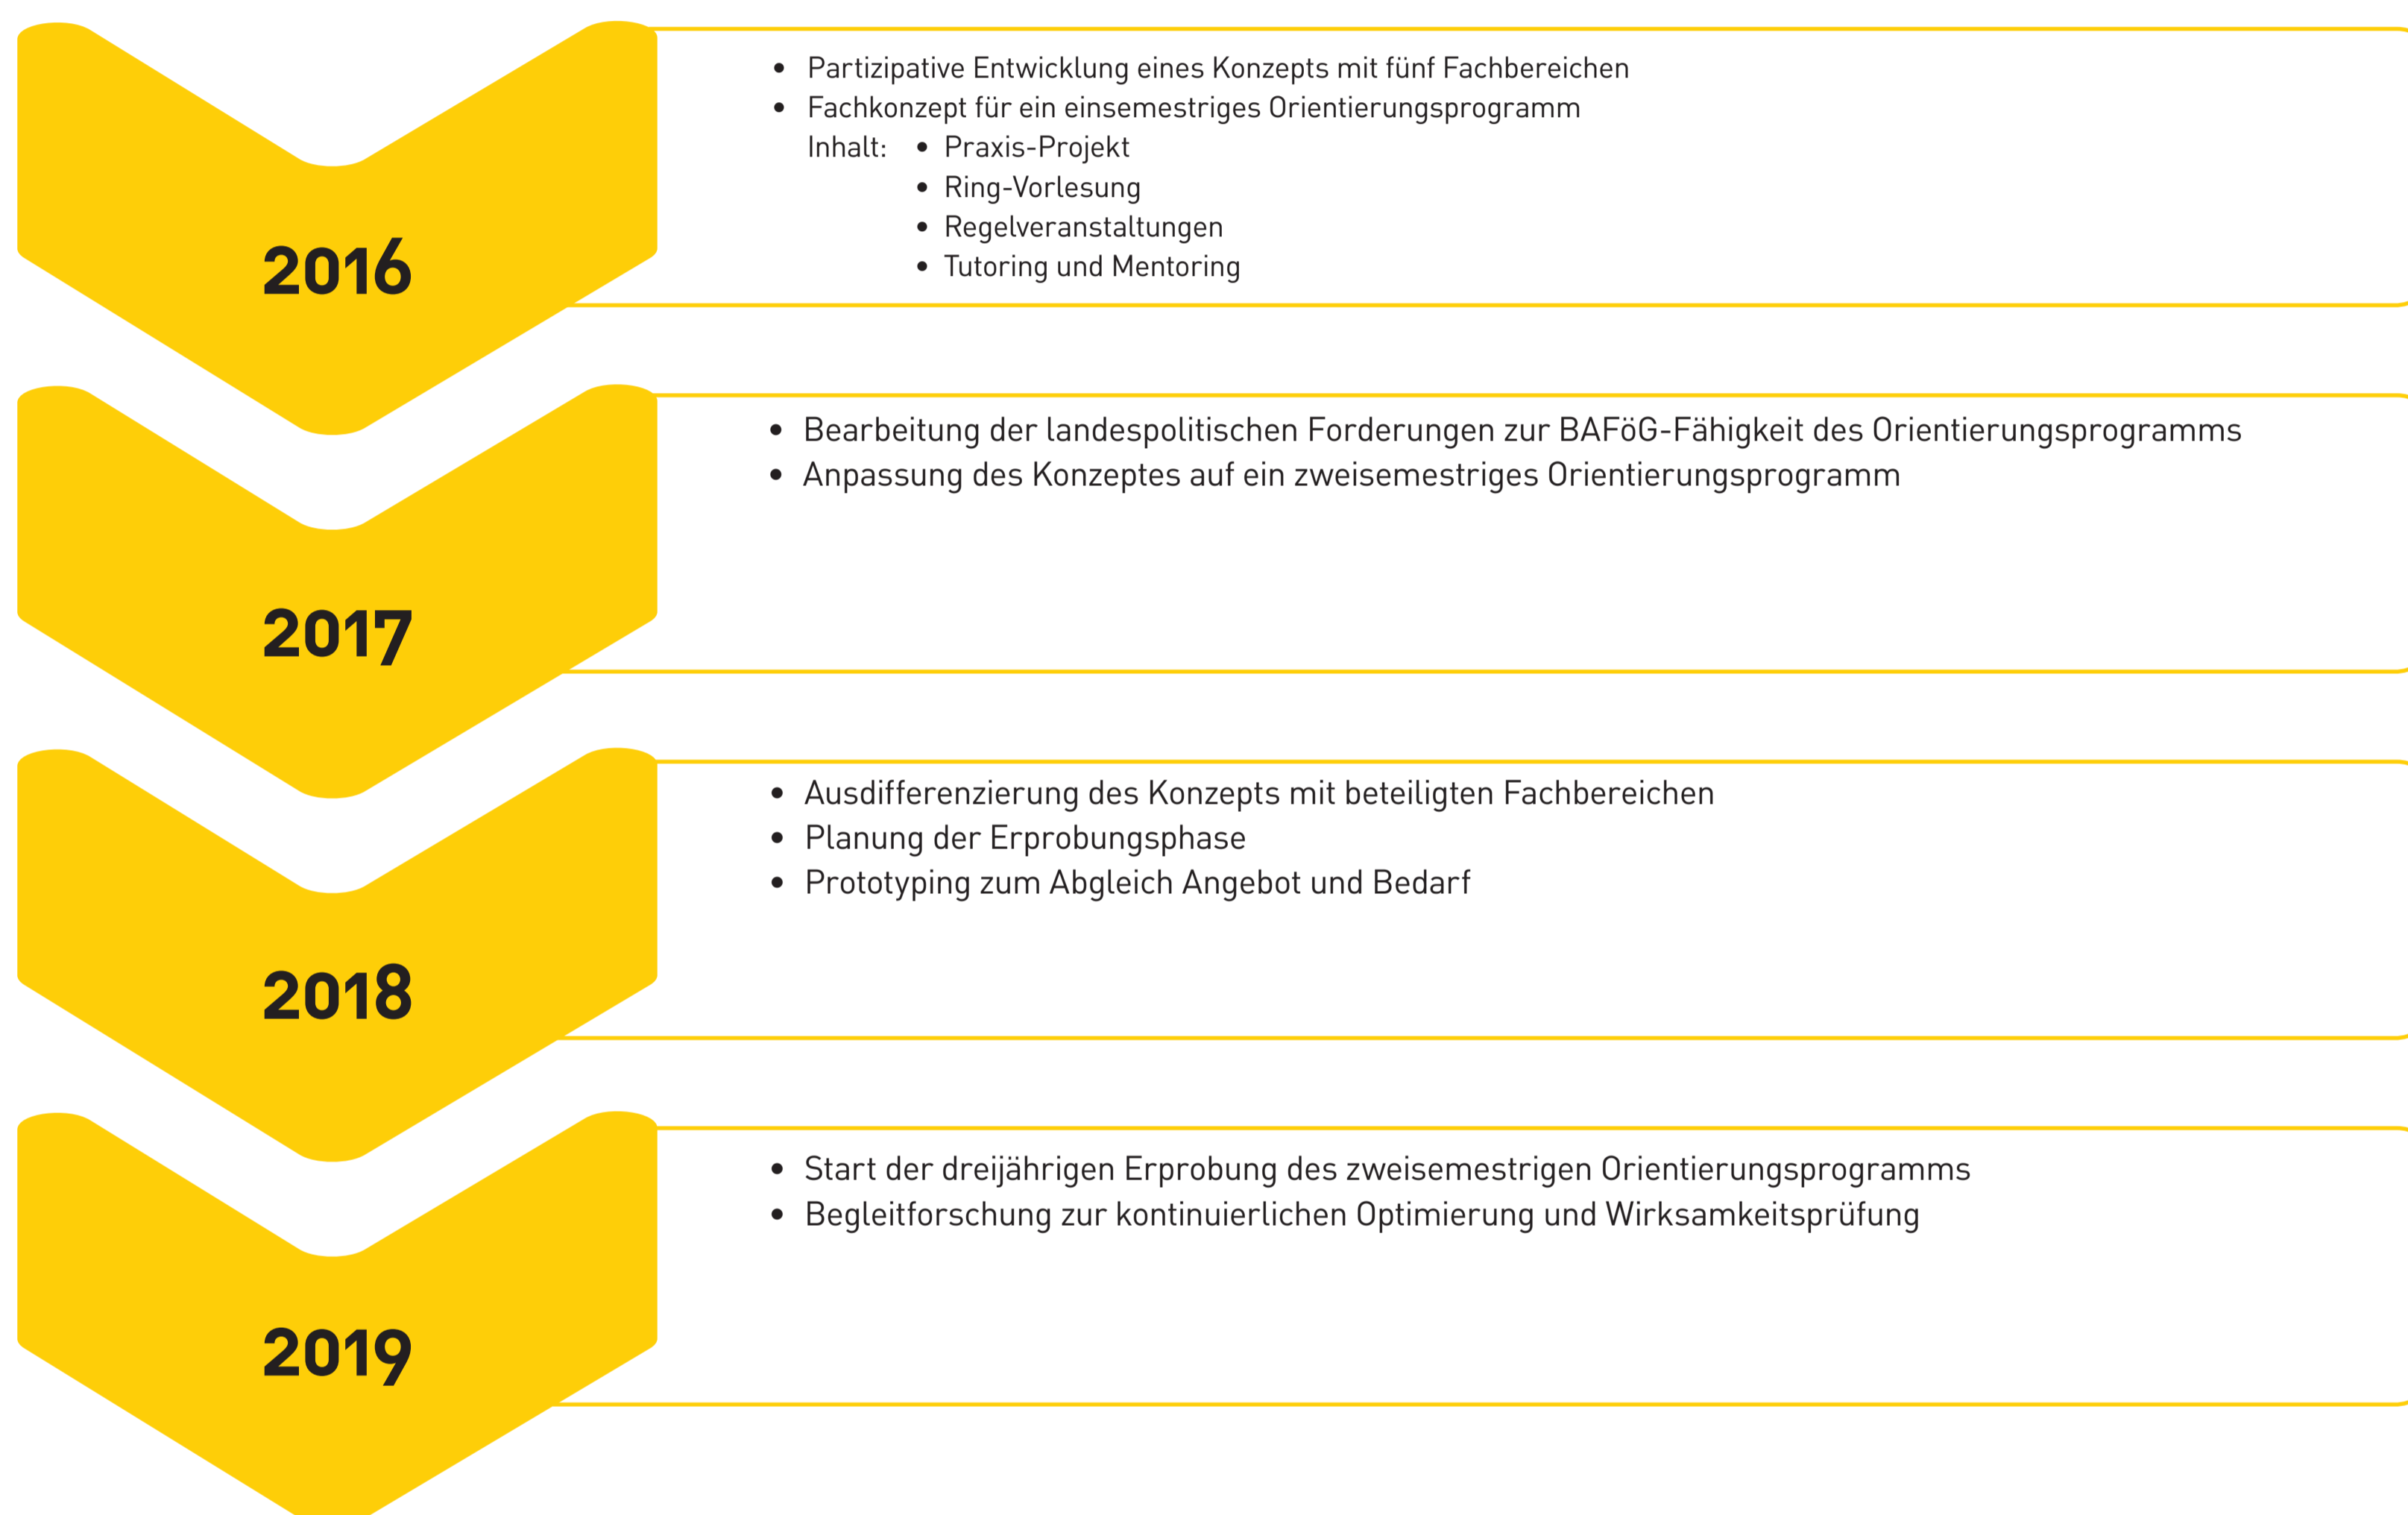 2016
• Partizipative Entwicklung eines Konzepts mit fünf Fachbereichen
• Fachkonzept für ein einsemestriges Orientierungsprogramm
Inhalt: • Praxis-Projekt
• Ring-Vorlesung
• Regelveranstaltungen
• Tutoring und Mentoring
2017
• Bearbeitung der landespolitischen Forderungen zur BAFöG-Fähigkeit des Orientierungsprogramms
• Anpassung des Konzeptes auf ein zweisemestriges Orientierungsprogramm
2018
• Ausdifferenzierung des Konzepts mit beteiligten Fachbereichen
• Planung der Erprobungsphase
• Prototyping zum Abgleich Angebot und Bedarf
2019
• Start der dreijährigen Erprobung des zweisemestrigen Orientierungsprogramms
• Begleitforschung zur kontinuierlichen Optimierung und Wirksamkeitsprüfung